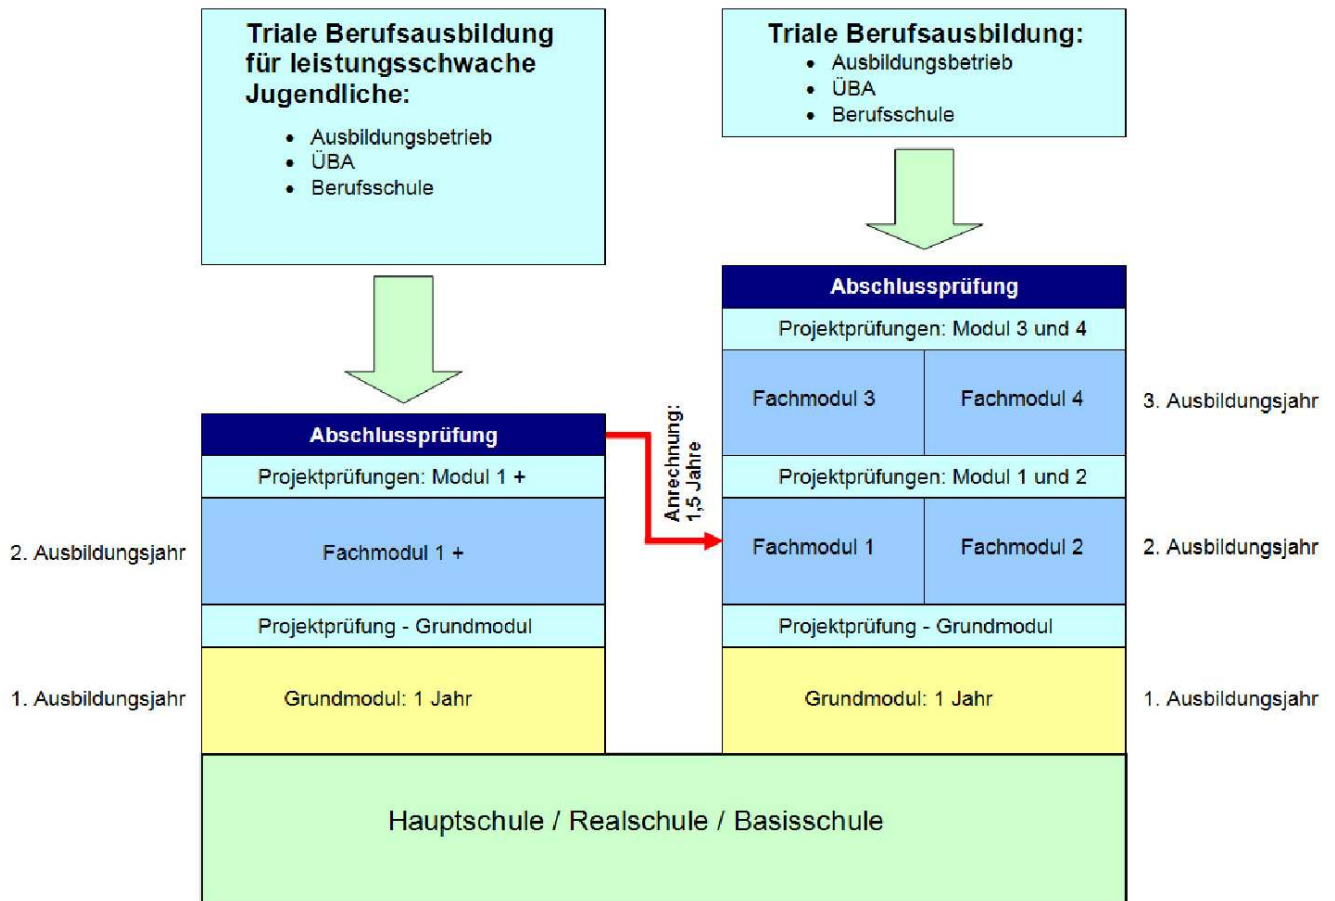 Triale Berufsausbildung
für leistungsschwache
Jugendliche:
• Ausbildungsbetrieb
• ÜBA
• Berufsschule
Triale Berufsausbildung:
• Ausbildungsbetrieb
• ÜBA
• Berufsschule
Abschlussprüfung
Projektprüfungen: Modul 1 +
2. Ausbildungsjahr
Fachmodul 1 +
Projektprüfung - Grundmodul
1. Ausbildungsjahr
Grundmodul: 1 Jahr
Anrechnung:
1,5 Jahre
Abschlussprüfung
Projektprüfungen: Modul 3 und 4
Fachmodul 3
Fachmodul 4
3. Ausbildungsjahr
Projektprüfungen: Modul 1 und 2
Fachmodul 1
Fachmodul 2
2. Ausbildungsjahr
Projektprüfung - Grundmodul
Grundmodul: 1 Jahr
1. Ausbildungsjahr
Hauptschule / Realschule / Basisschule